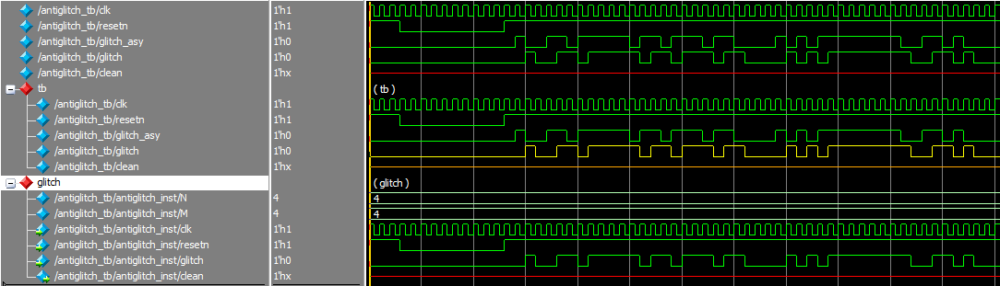 /antiglitch_tb/clk 1'h1
/antiglitch_tb/resetn 1'h1
/antiglitch_tb/glitch_asy 1'h0
/antiglitch_tb/glitch 1'h0
/antiglitch_tb/clean 1'hx
tb ( tb )
/antiglitch_tb/clk 1'h1
/antiglitch_tb/resetn 1'h1
/antiglitch_tb/glitch_asy 1'h0
/antiglitch_tb/glitch 1'h0
/antiglitch_tb/clean 1'hx
glitch ( glitch )
/antiglitch_tb/antiglitch_inst/N 4 4
/antiglitch_tb/antiglitch_inst/M 4 4
/antiglitch_tb/antiglitch_inst/clk 1'h1
/antiglitch_tb/antiglitch_inst/resetn 1'h1
/antiglitch_tb/antiglitch_inst/glitch 1'h0
/antiglitch_tb/antiglitch_inst/clean 1'hx